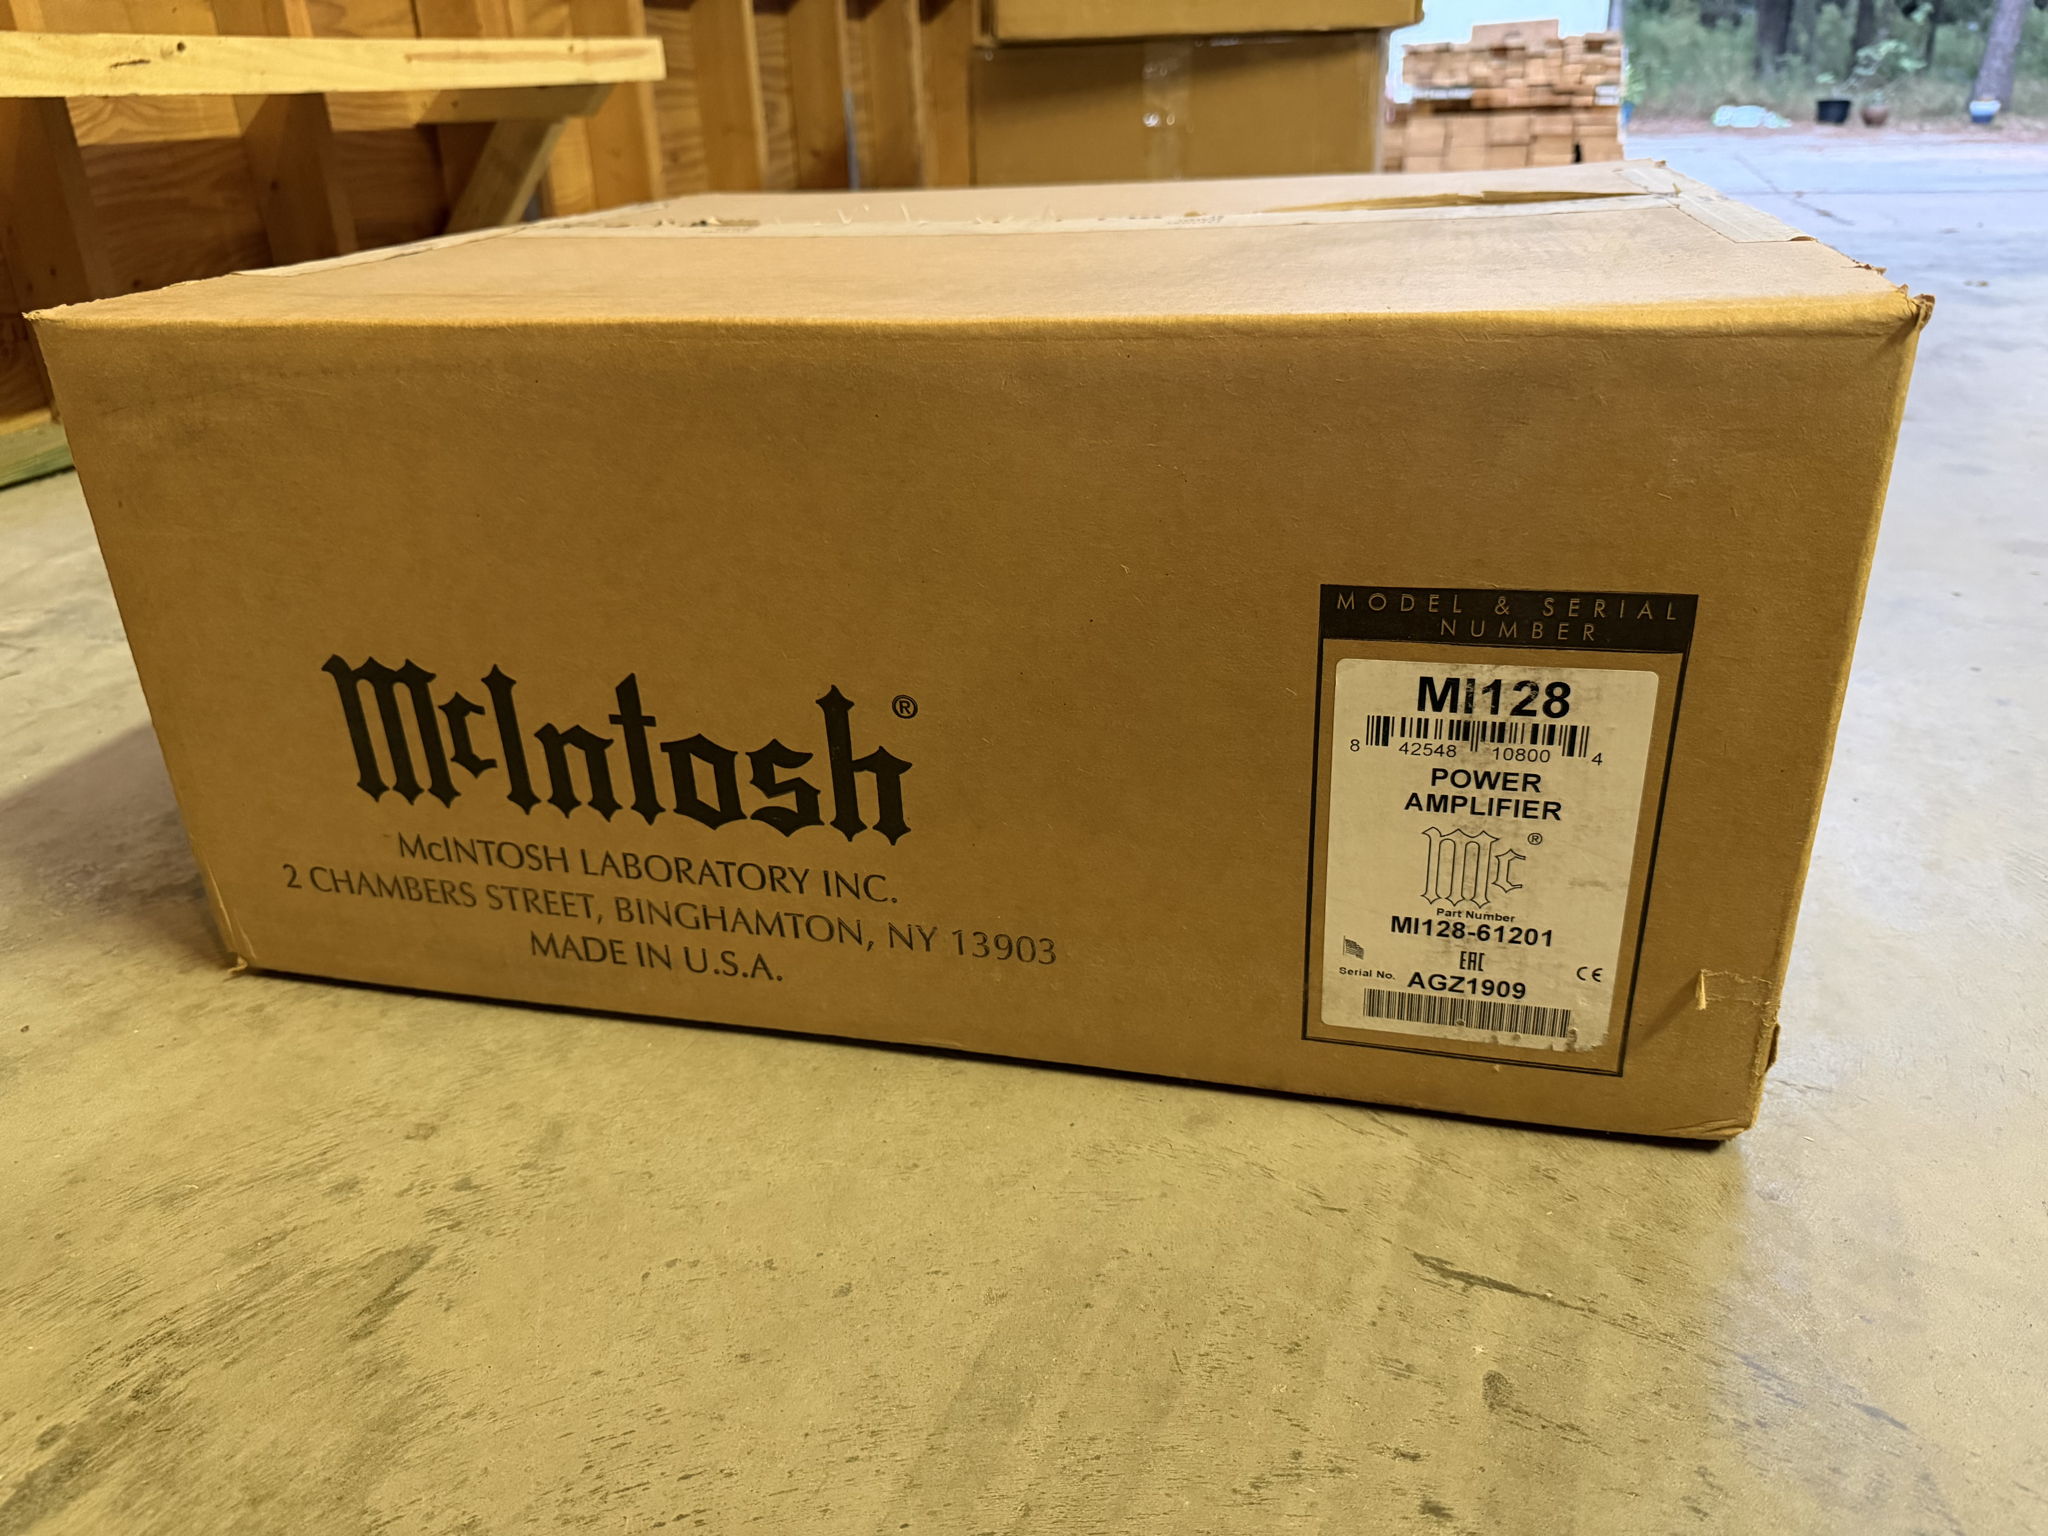 McIntosh®
McINTOSH LABORATORY INC.
2 CHAMBERS STREET, BINGHAMTON, NY 13903
MADE IN U.S.A.
MODEL & SERIAL
NUMBER
MI128
8 42548 10800 4
POWER
AMPLIFIER
Mc®
Part Number
MI128-61201
EAC
CE
Serial No. AGZ1909